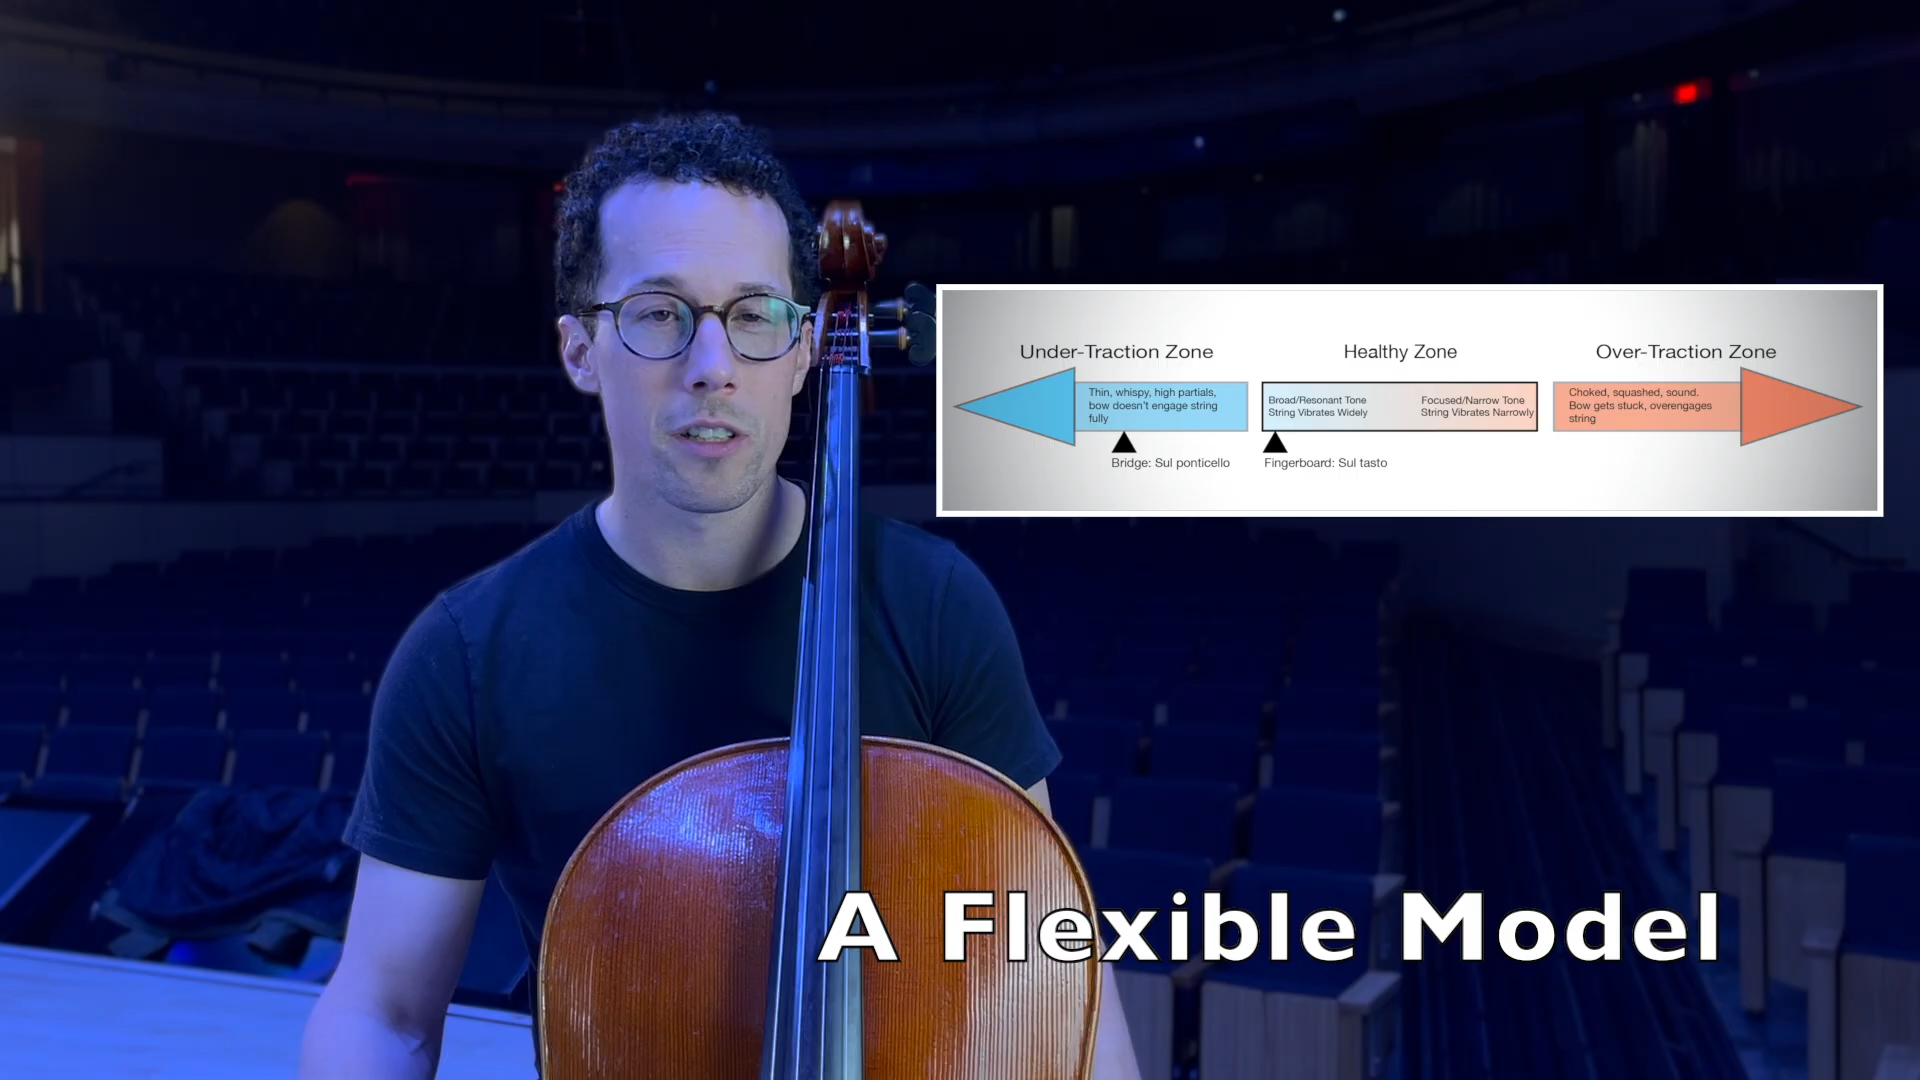 Under-Traction Zone
Healthy Zone
Over-Traction Zone
Thin, whispy, high partials,
bow doesn't engage string
fully
Broad/Resonant Tone
String Vibrates Widely
Focused/Narrow Tone
String Vibrates Narrowly
Choked, squashed, sound.
Bow gets stuck, overengages
string
Bridge: Sul ponticello
Fingerboard: Sul tasto
A Flexible Model